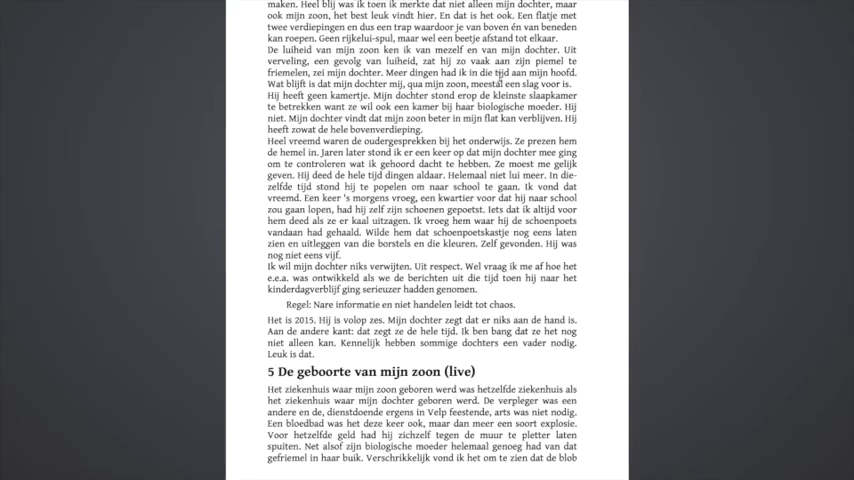 maken. Heel blij was ik toen ik merkte dat niet alleen mijn dochter, maar
ook mijn zoon, het best leuk vindt hier. En dat is het ook. Een flatje met
twee verdiepingen en dus een trap waardoor je van boven én van beneden
kan roepen. Geen rijkelui-spul, maar wel een beetje afstand tot elkaar.
De luiheid van mijn zoon ken ik van mezelf en van mijn dochter. Uit
verveling, een gevolg van luiheid, zat hij zo vaak aan zijn piemel te
friemelen, zei mijn dochter. Meer dingen had ik in die tijd aan mijn hoofd.
Wat blijft is dat mijn dochter mij, qua mijn zoon, meestal een slag voor is.
Hij heeft geen kamertje. Mijn dochter stond erop de kleinste slaapkamer
te betrekken want ze wil ook een kamer bij haar biologische moeder. Hij
niet. Mijn dochter vindt dat mijn zoon beter in mijn flat kan verblijven. Hij
heeft zowat de hele bovenverdieping.
Heel vreemd waren de oudergesprekken bij het onderwijs. Ze prezen hem
de hemel in. Jaren later stond ik er een keer op dat mijn dochter mee ging
om te controleren wat ik gehoord dacht te hebben. Ze moest me gelijk
geven. Hij deed de hele tijd dingen aldaar. Helemaal niet lui meer. In die-
zelfde tijd stond hij te popelen om naar school te gaan. Ik vond dat
vreemd. Een keer 's morgens vroeg, een kwartier voor dat hij naar school
zou gaan lopen, had hij zelf zijn schoenen gepoetst. Iets dat ik altijd voor
hem deed als ze er kaal uitzagen. Ik vroeg hem waar hij de schoenpoets
vandaan had gehaald. Wilde hem dat schoenpoetskastje nog eens laten
zien en uitleggen van die borstels en die kleuren. Zelf gevonden. Hij was
nog niet eens vijf.
Ik wil mijn dochter niks verwijten. Uit respect. Wel vraag ik me af hoe het
e.e.a. was ontwikkeld als we de berichten uit die tijd toen hij naar het
kinderdagverblijf ging serieuzer hadden genomen.
Regel: Nare informatie en niet handelen leidt tot chaos.
Het is 2015. Hij is volop zes. Mijn dochter zegt dat er niks aan de hand is.
Aan de andere kant: dat zegt ze de hele tijd. Ik ben bang dat ze het nog
niet alleen kan. Kennelijk hebben sommige dochters een vader nodig.
Leuk is dat.
5 De geboorte van mijn zoon (live)
Het ziekenhuis waar mijn zoon geboren werd was hetzelfde ziekenhuis als
het ziekenhuis waar mijn dochter geboren werd. De verpleger was een
andere en de, dienstdoende ergens in Velp feestende, arts was niet nodig.
Een bloedbad was het deze keer ook, maar dan meer een soort explosie.
Voor hetzelfde geld had hij zichzelf tegen de muur te pletter laten
spuiten. Net alsof zijn biologische moeder helemaal genoeg had van dat
gefriemel in haar buik. Verschrikkelijk vond ik het om te zien dat de blob